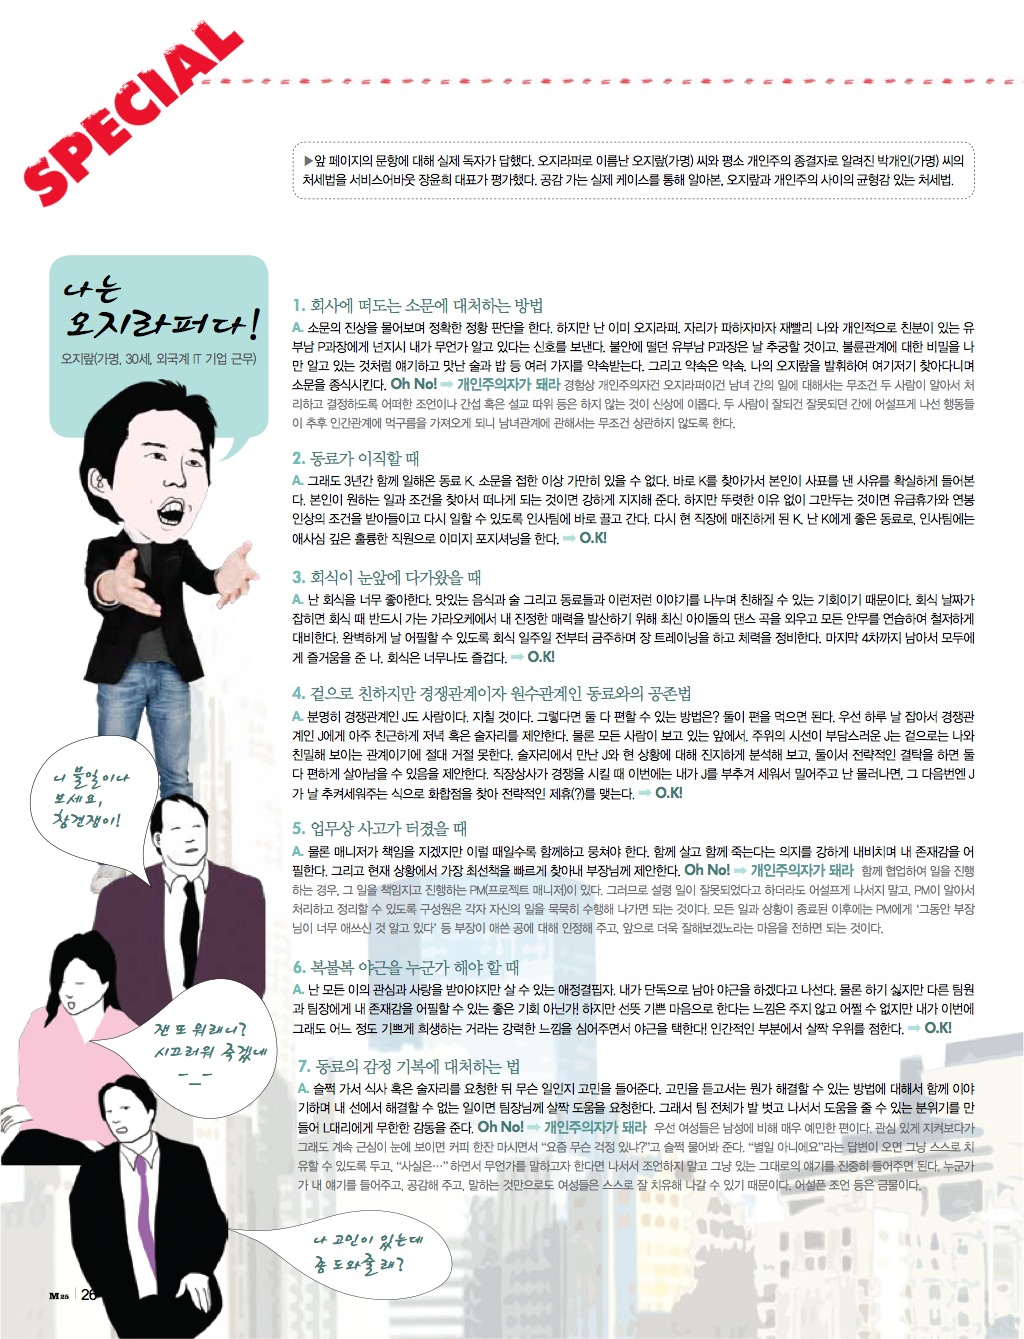 SPECIAL
▶앞 페이지의 문항에 대해 실제 독자가 답했다. 오지라퍼로 이름난 오지랖(가명) 씨와 평소 개인주의 종결자로 알려진 박개인(가명) 씨의
처세법을 서비스어바웃 장윤희 대표가 평가했다. 공감 가는 실제 케이스를 통해 알아본, 오지랖과 개인주의 사이의 균형감 있는 처세법.
나는
오지라퍼다!
오지랖(가명, 30세, 외국계 IT 기업 근무)
1. 회사에 떠도는 소문에 대처하는 방법
A. 소문의 진상을 물어보며 정확한 정황 판단을 한다. 하지만 난 이미 오지라퍼. 자리가 파하자마자 재빨리 나와 개인적으로 친분이 있는 유
부남 P과장에게 넌지시 내가 무언가 알고 있다는 신호를 보낸다. 불안에 떨던 유부남 P과장은 날 추궁할 것이고. 불륜관계에 대한 비밀을 나
만 알고 있는 것처럼 얘기하고 맛난 술과 밥 등 여러 가지를 약속받는다. 그리고 약속은 약속. 나의 오지랖을 발휘하여 여기저기 찾아다니며
소문을 종식시킨다. Oh No! ➡ 개인주의자가 돼라 경험상 개인주의자건 오지라퍼이건 남녀 간의 일에 대해서는 무조건 두 사람이 알아서 처
리하고 결정하도록 어떠한 조언이나 간섭 혹은 설교 따위 등은 하지 않는 것이 신상에 이롭다. 두 사람이 잘되건 잘못되던 간에 어설프게 나선 행동들
이 추후 인간관계에 먹구름을 가져오게 되니 남녀관계에 관해서는 무조건 상관하지 않도록 한다.
2. 동료가 이직할 때
A. 그래도 3년간 함께 일해온 동료 K. 소문을 접한 이상 가만히 있을 수 없다. 바로 K를 찾아가서 본인이 사표를 낸 사유를 확실하게 들어본
다. 본인이 원하는 일과 조건을 찾아서 떠나게 되는 것이면 강하게 지지해 준다. 하지만 뚜렷한 이유 없이 그만두는 것이면 유급휴가와 연봉
인상의 조건을 받아들이고 다시 일할 수 있도록 인사팀에 바로 끌고 간다. 다시 현 직장에 매진하게 된 K. 난 K에게 좋은 동료로, 인사팀에는
애사심 깊은 훌륭한 직원으로 이미지 포지셔닝을 한다. ➡ O.K!
3. 회식이 눈앞에 다가왔을 때
A. 난 회식을 너무 좋아한다. 맛있는 음식과 술 그리고 동료들과 이런저런 이야기를 나누며 친해질 수 있는 기회이기 때문이다. 회식 날짜가
잡히면 회식 때 반드시 가는 가라오케에서 내 진정한 매력을 발산하기 위해 최신 아이돌의 댄스 곡을 외우고 모든 안무를 연습하여 철저하게
대비한다. 완벽하게 날 어필할 수 있도록 회식 일주일 전부터 금주하며 장 트레이닝을 하고 체력을 정비한다. 마지막 4차까지 남아서 모두에
게 즐거움을 준 나. 회식은 너무나도 즐겁다. ➡ O.K!
4. 겉으로 친하지만 경쟁관계이자 원수관계인 동료와의 공존법
A. 분명히 경쟁관계인 J도 사람이다. 지칠 것이다. 그렇다면 둘 다 편할 수 있는 방법은? 둘이 편을 먹으면 된다. 우선 하루 날 잡아서 경쟁관
계인 J에게 아주 친근하게 저녁 혹은 술자리를 제안한다. 물론 모든 사람이 보고 있는 앞에서. 주위의 시선이 부담스러운 J는 겉으로는 나와
친밀해 보이는 관계이기에 절대 거절 못한다. 술자리에서 만난 J와 현 상황에 대해 진지하게 분석해 보고, 둘이서 전략적인 결탁을 하면 둘
다 편하게 살아남을 수 있음을 제안한다. 직장상사가 경쟁을 시킬 때 이번에는 내가 J를 부추겨 세워서 밀어주고 난 물러나면, 그 다음번엔 J
가 날 추켜세워주는 식으로 화합점을 찾아 전략적인 제휴(?)를 맺는다. ➡ O.K!
5. 업무상 사고가 터졌을 때
A. 물론 매니저가 책임을 지겠지만 이럴 때일수록 함께하고 뭉쳐야 한다. 함께 살고 함께 죽는다는 의지를 강하게 내비치며 내 존재감을 어
필한다. 그리고 현재 상황에서 가장 최선책을 빠르게 찾아내 부장님께 제안한다. Oh No! ➡ 개인주의자가 돼라 함께 협업하여 일을 진행
하는 경우, 그 일을 책임지고 진행하는 PM(프로젝트 매니저)이 있다. 그러므로 설령 일이 잘못되었다고 하더라도 어설프게 나서지 말고, PM이 알아서
처리하고 정리할 수 있도록 구성원은 각자 자신의 일을 묵묵히 수행해 나가면 되는 것이다. 모든 일과 상황이 종료된 이후에는 PM에게 ‘그동안 부장
님이 너무 애쓰신 것 알고 있다’ 등 부장이 애쓴 공에 대해 인정해 주고, 앞으로 더욱 잘해보겠노라는 마음을 전하면 되는 것이다.
6. 복불복 야근을 누군가 해야 할 때
A. 난 모든 이의 관심과 사랑을 받아야지만 살 수 있는 애정결핍자. 내가 단독으로 남아 야근을 하겠다고 나선다. 물론 하기 싫지만 다른 팀원
과 팀장에게 내 존재감을 어필할 수 있는 좋은 기회 아닌가! 하지만 선뜻 기쁜 마음으로 한다는 느낌은 주지 않고 어쩔 수 없지만 내가 이번에
그래도 어느 정도 기쁘게 희생하는 거라는 강력한 느낌을 심어주면서 야근을 택한다! 인간적인 부분에서 살짝 우위를 점한다. ➡ O.K!
7. 동료의 감정 기복에 대처하는 법
A. 슬쩍 가서 식사 혹은 술자리를 요청한 뒤 무슨 일인지 고민을 들어준다. 고민을 듣고서는 뭔가 해결할 수 있는 방법에 대해서 함께 이야
기하며 내 선에서 해결할 수 없는 일이면 팀장님께 살짝 도움을 요청한다. 그래서 팀 전체가 발 벗고 나서서 도움을 줄 수 있는 분위기를 만
들어 L대리에게 무한한 감동을 준다. Oh No! ➡ 개인주의자가 돼라 우선 여성들은 남성에 비해 매우 예민한 편이다. 관심 있게 지켜보다가
그래도 계속 근심이 눈에 보이면 커피 한잔 마시면서 “요즘 무슨 걱정 있나?”고 슬쩍 물어봐 준다. “별일 아니에요”라는 답변이 오면 그냥 스스로 치
유할 수 있도록 두고, “사실은…” 하면서 무언가를 말하고자 한다면 나서서 조언하지 말고 그냥 있는 그대로의 얘기를 진중히 들어주면 된다. 누군가
가 내 얘기를 들어주고, 공감해 주고, 말하는 것만으로도 여성들은 스스로 잘 치유해 나갈 수 있기 때문이다. 어설픈 조언 등은 금물이다.
니 볼일이나
보세요,
참견쟁이!
쟨 또 뭐래니?
시끄러워 죽겠네
-_-
나 고민이 있는데
좀 도와줄래?
M25 | 26